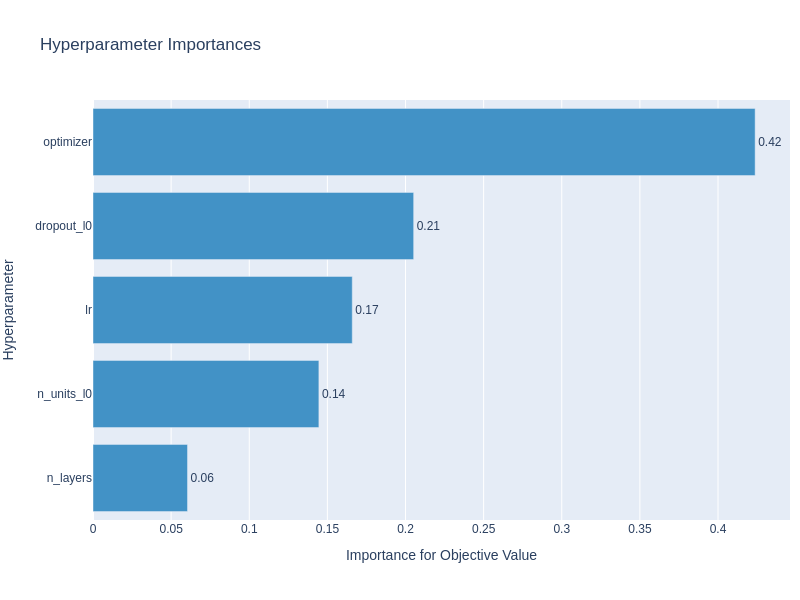 Hyperparameter Importances
optimizer 0.42
dropout_l0 0.21
lr 0.17
n_units_l0 0.14
n_layers 0.06
0 0.05 0.1 0.15 0.2 0.25 0.3 0.35 0.4
Importance for Objective Value
Hyperparameter